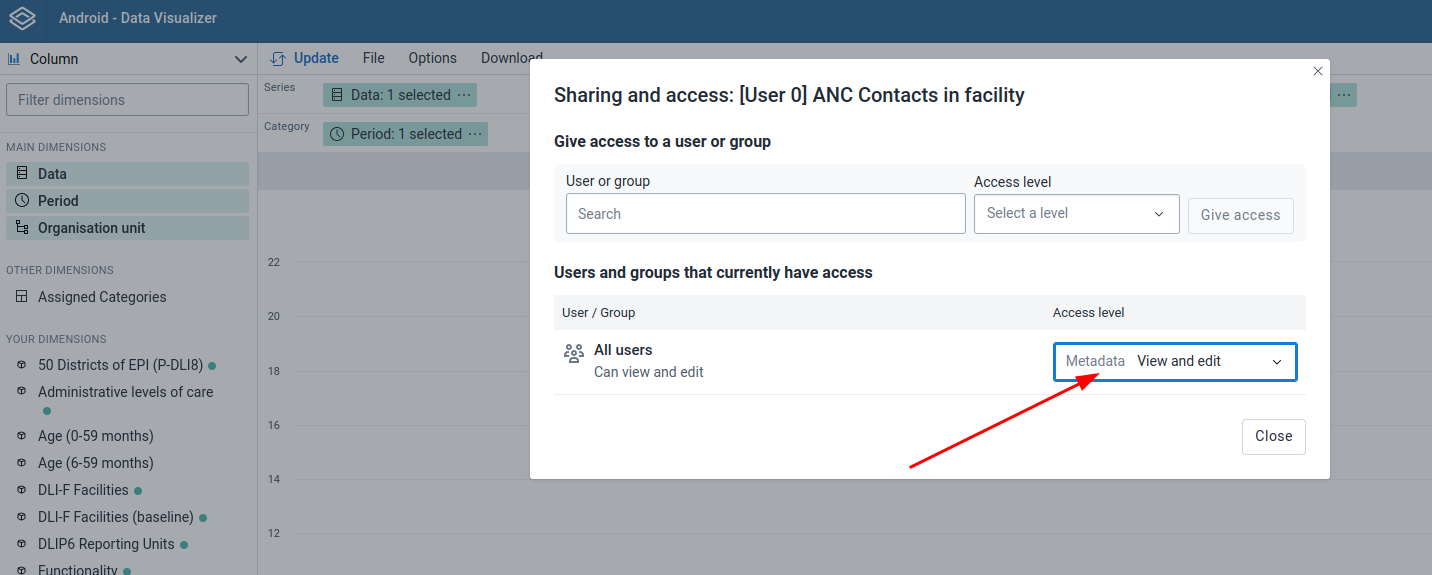 Android - Data Visualizer
Column
Update File Options Download
Filter dimensions
Series
Data: 1 selected
Category
Period: 1 selected
MAIN DIMENSIONS
Data
Period
Organisation unit
OTHER DIMENSIONS
Assigned Categories
YOUR DIMENSIONS
50 Districts of EPI (P-DLI8)
Administrative levels of care
Age (0-59 months)
Age (6-59 months)
DLI-F Facilities
DLI-F Facilities (baseline)
DLIP6 Reporting Units
Functionality
22
20
18
16
14
12
Sharing and access: [User 0] ANC Contacts in facility
Give access to a user or group
User or group
Access level
Search
Select a level
Give access
Users and groups that currently have access
User / Group
Access level
All users
Can view and edit
Metadata View and edit
Close